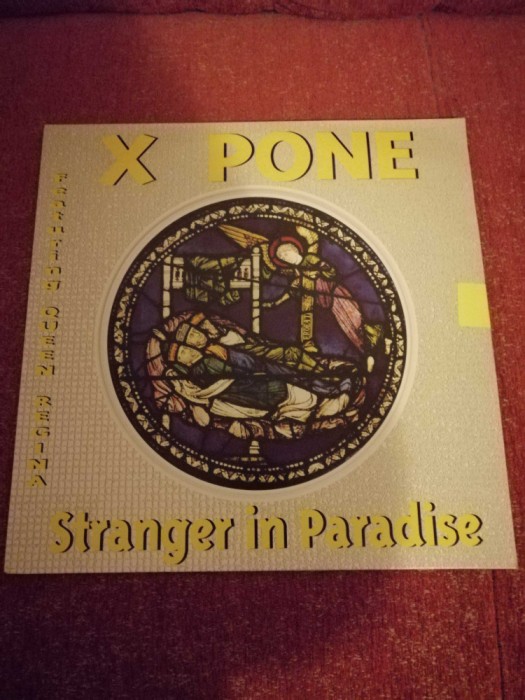 X PONE
Featuring QUEEN REGINA
Stranger in Paradise